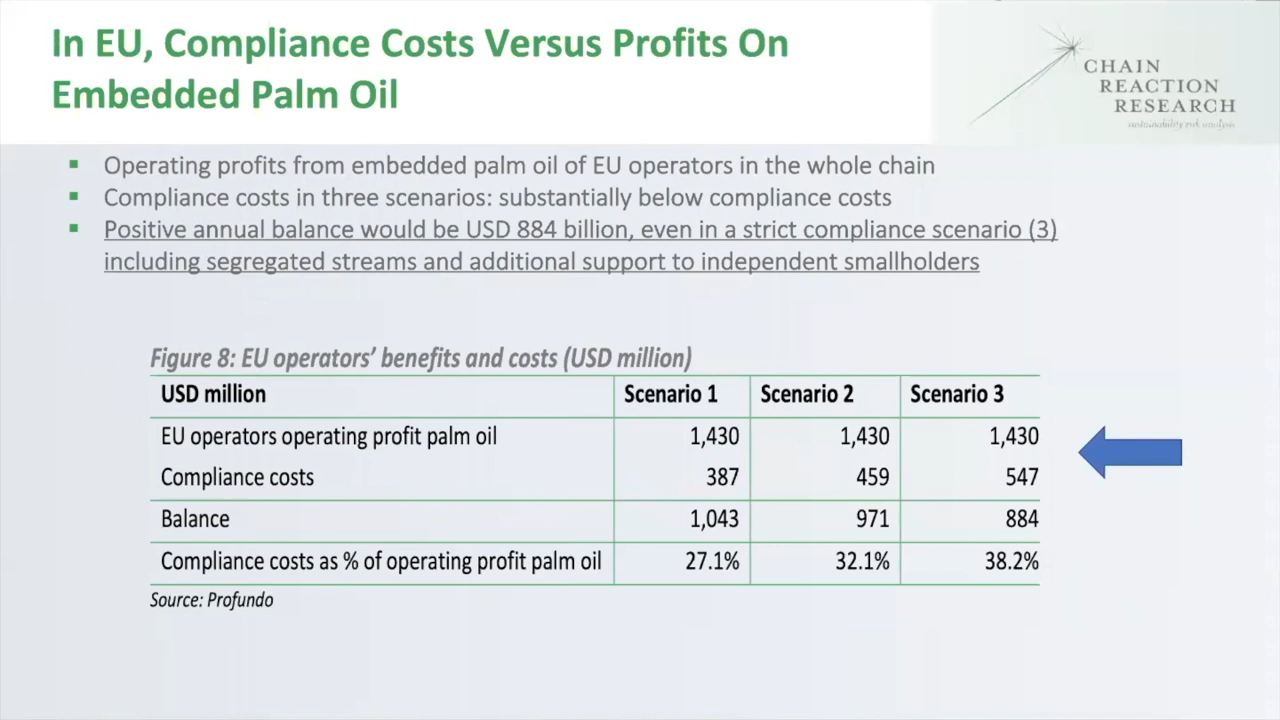 In EU, Compliance Costs Versus Profits On
Embedded Palm Oil
CHAIN
REACTION
RESEARCH
sustainability risk analysis
Operating profits from embedded palm oil of EU operators in the whole chain
Compliance costs in three scenarios: substantially below compliance costs
Positive annual balance would be USD 884 billion, even in a strict compliance scenario (3)
including segregated streams and additional support to independent smallholders
Figure 8: EU operators’ benefits and costs (USD million)
USD million Scenario 1 Scenario 2 Scenario 3
EU operators operating profit palm oil 1,430 1,430 1,430
Compliance costs 387 459 547
Balance 1,043 971 884
Compliance costs as % of operating profit palm oil 27.1% 32.1% 38.2%
Source: Profundo